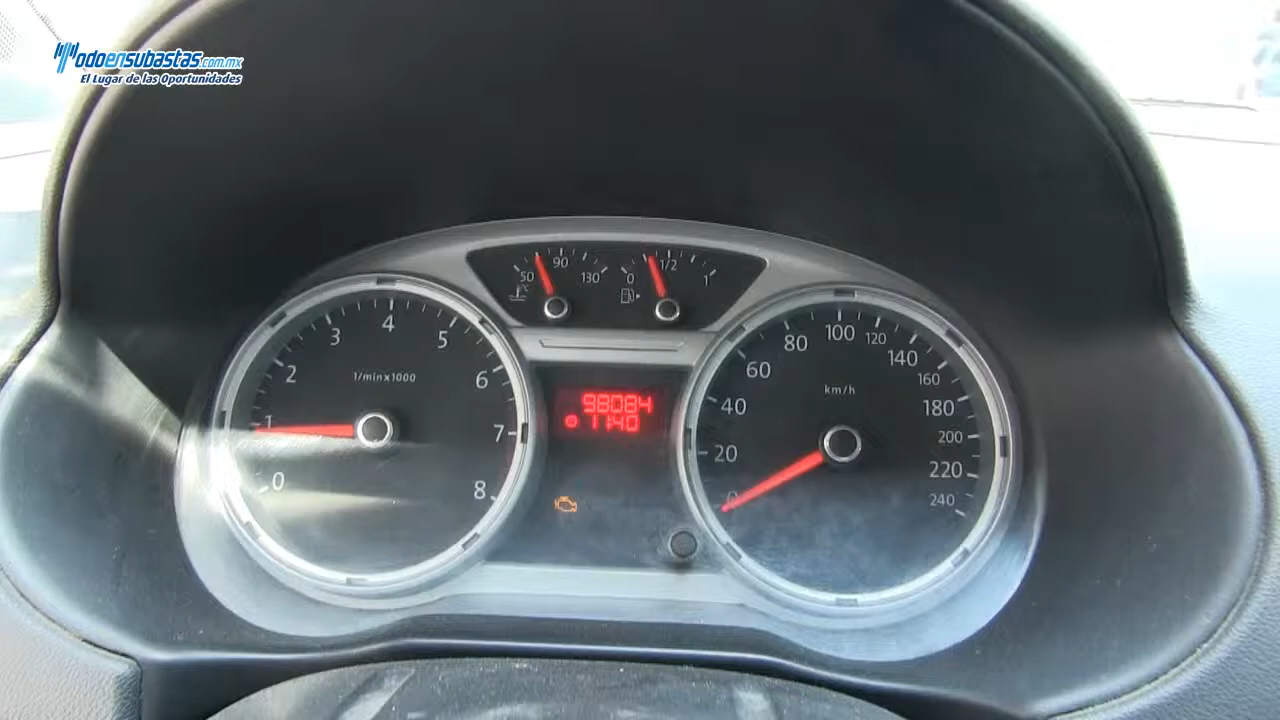 Todoensubastas.com.mx
El Lugar de las Oportunidades
50 90 130
°C
0 1/2 1
0 1 2 3 4 5 6 7 8
1/minx1000
98084
11:40
0 20 40 60 80 100 120 140 160 180 200 220 240
km/h